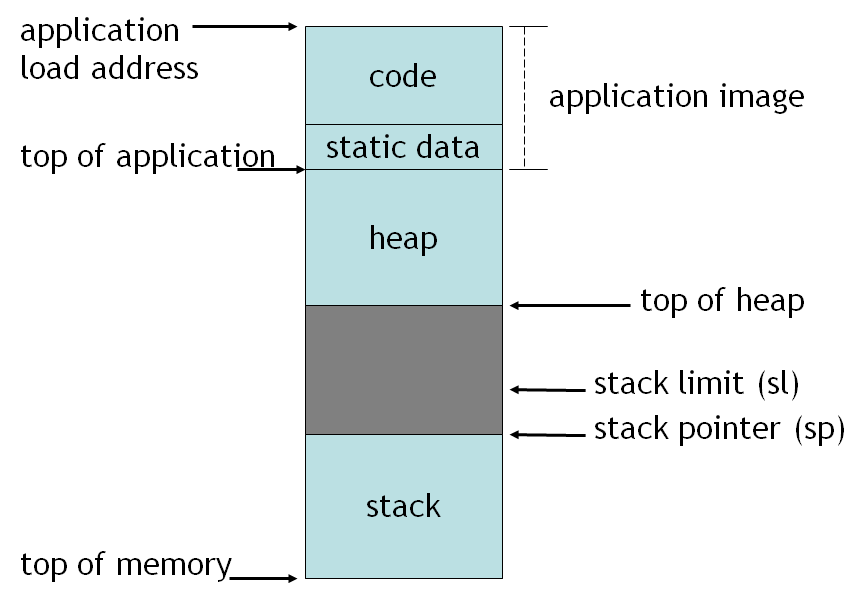 application
load address
code
application image
static data
top of application
heap
top of heap
stack limit (sl)
stack pointer (sp)
stack
top of memory